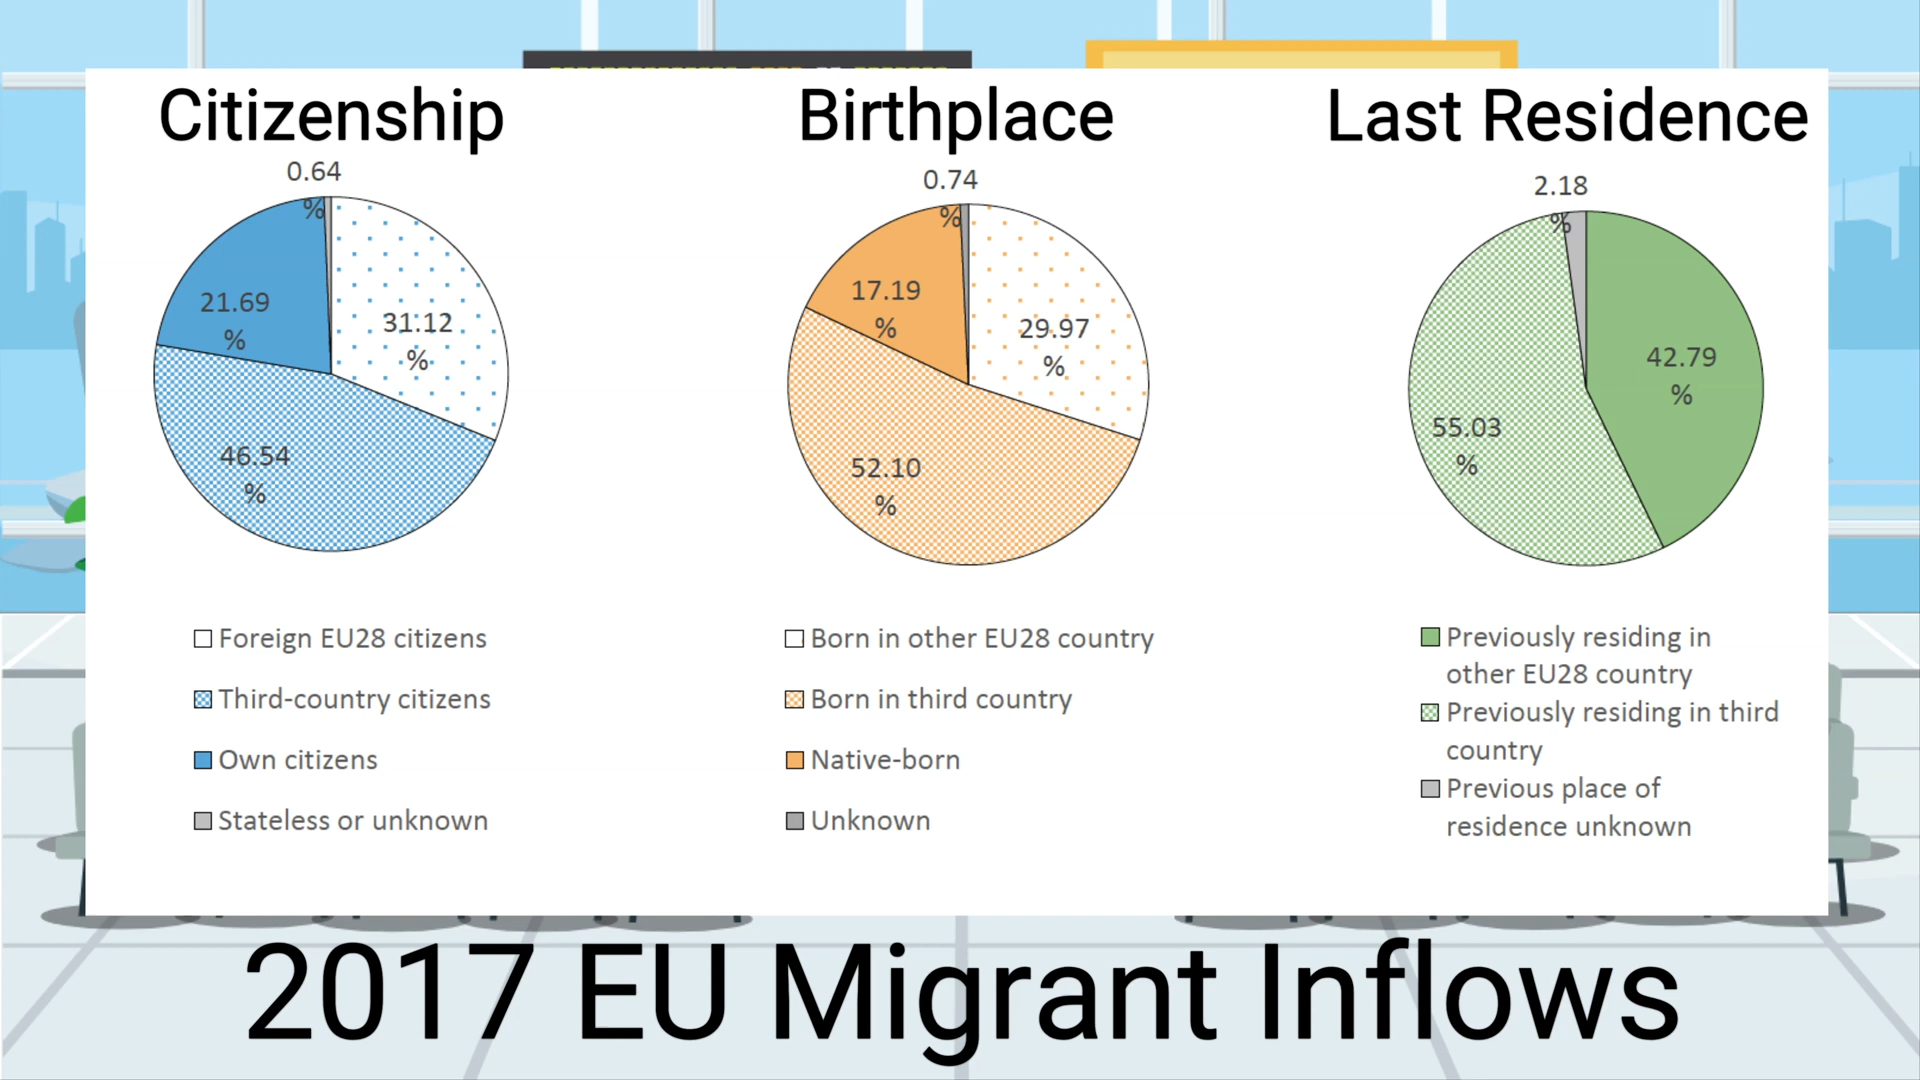 Citizenship
Birthplace
Last Residence
0.64
%
31.12
%
21.69
%
46.54
%
0.74
%
29.97
%
17.19
%
52.10
%
2.18
%
42.79
%
55.03
%
Foreign EU28 citizens
Third-country citizens
Own citizens
Stateless or unknown
Born in other EU28 country
Born in third country
Native-born
Unknown
Previously residing in
other EU28 country
Previously residing in third
country
Previous place of
residence unknown
2017 EU Migrant Inflows